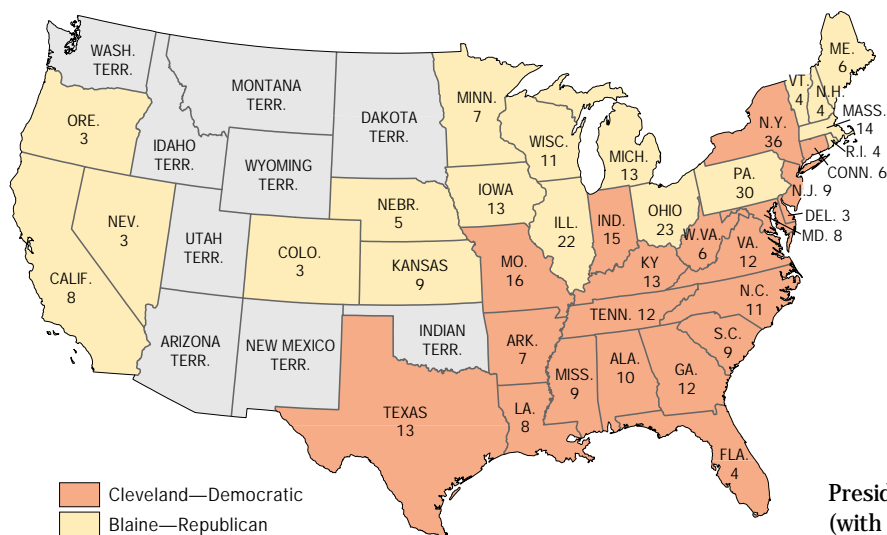 WASH.
TERR.
MONTANA
TERR.
DAKOTA
TERR.
MINN.
7
ME.
6
VT.
4
N.H.
4
MASS.
14
ORE.
3
IDAHO
TERR.
WYOMING
TERR.
WISC.
11
MICH.
13
N.Y.
36
R.I. 4
CONN. 6
NEV.
3
UTAH
TERR.
COLO.
3
NEBR.
5
IOWA
13
ILL.
22
IND.
15
OHIO
23
PA.
30
N.J. 9
DEL. 3
MD. 8
CALIF.
8
KANSAS
9
MO.
16
KY
13
W.VA.
6
VA.
12
ARIZONA
TERR.
NEW MEXICO
TERR.
INDIAN
TERR.
ARK.
7
TENN. 12
N.C.
11
S.C.
9
TEXAS
13
LA.
8
MISS.
9
ALA.
10
GA.
12
FLA.
4
Cleveland—Democratic
Blaine—Republican
Presid
(with